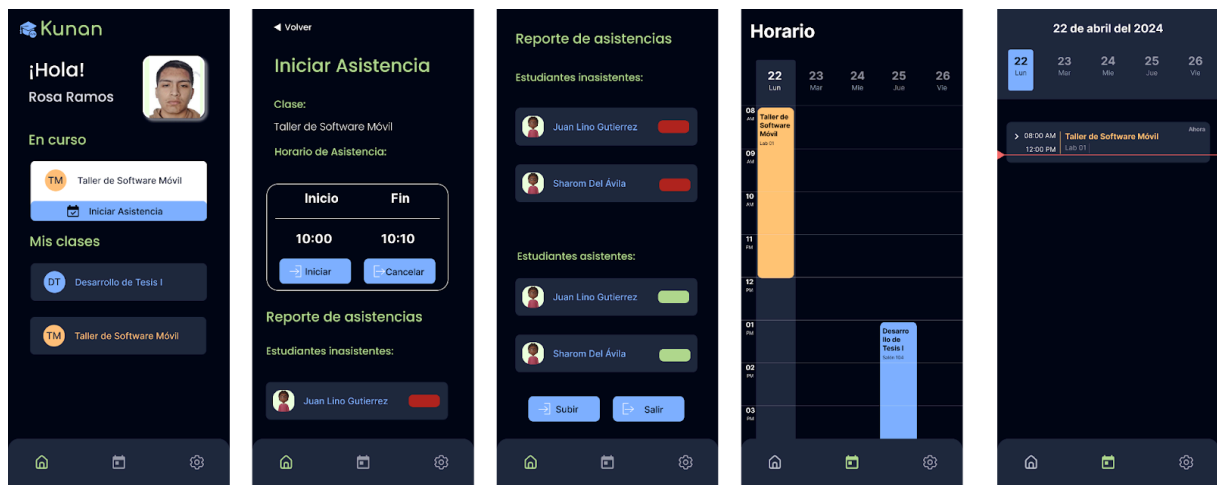 Kunan
¡Hola!
Rosa Ramos
En curso
TM Taller de Software Móvil
Iniciar Asistencia
Mis clases
DT Desarrollo de Tesis I
TM Taller de Software Móvil
Volver
Iniciar Asistencia
Clase:
Taller de Software Móvil
Horario de Asistencia:
Inicio Fin
10:00 10:10
Iniciar Cancelar
Reporte de asistencias
Estudiantes inasistentes:
Juan Lino Gutierrez
Reporte de asistencias
Estudiantes inasistentes:
Juan Lino Gutierrez
Sharom Del Ávila
Estudiantes asistentes:
Juan Lino Gutierrez
Sharom Del Ávila
Subir Salir
Horario
22 23 24 25 26
Lun Mar Mie Jue Vie
08
AM
Taller de
Software
Móvil
Lab 01
09
AM
10
AM
11
PM
12
PM
01
PM
Desarro
llo de
Tesis I
Salón 104
02
PM
03
PM
22 de abril del 2024
22 23 24 25 26
Lun Mar Mie Jue Vie
Ahora
08:00 AM Taller de Software Móvil
12:00 PM Lab 01